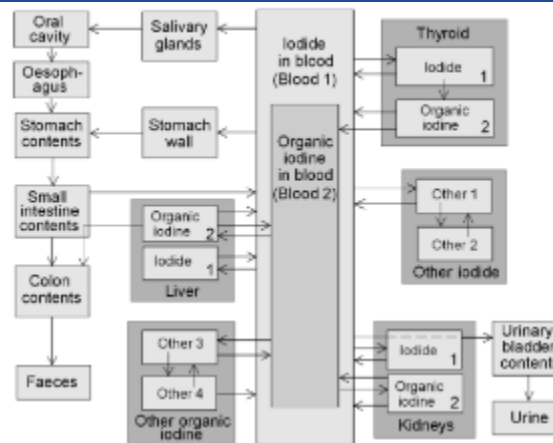 Oral
cavity
Salivary
glands
Iodide
in blood
(Blood 1)
Thyroid
Iodide
1
Organic
iodine
2
Oesoph-
agus
Stomach
contents
Stomach
wall
Organic
iodine
in blood
(Blood 2)
Small
intestine
contents
Organic
iodine
2
Iodide
1
Liver
Other 1
Other 2
Other iodide
Colon
contents
Faeces
Other 3
Other 4
Other organic
iodine
Iodide
1
Organic
iodine
2
Kidneys
Urinary
bladder
content
Urine